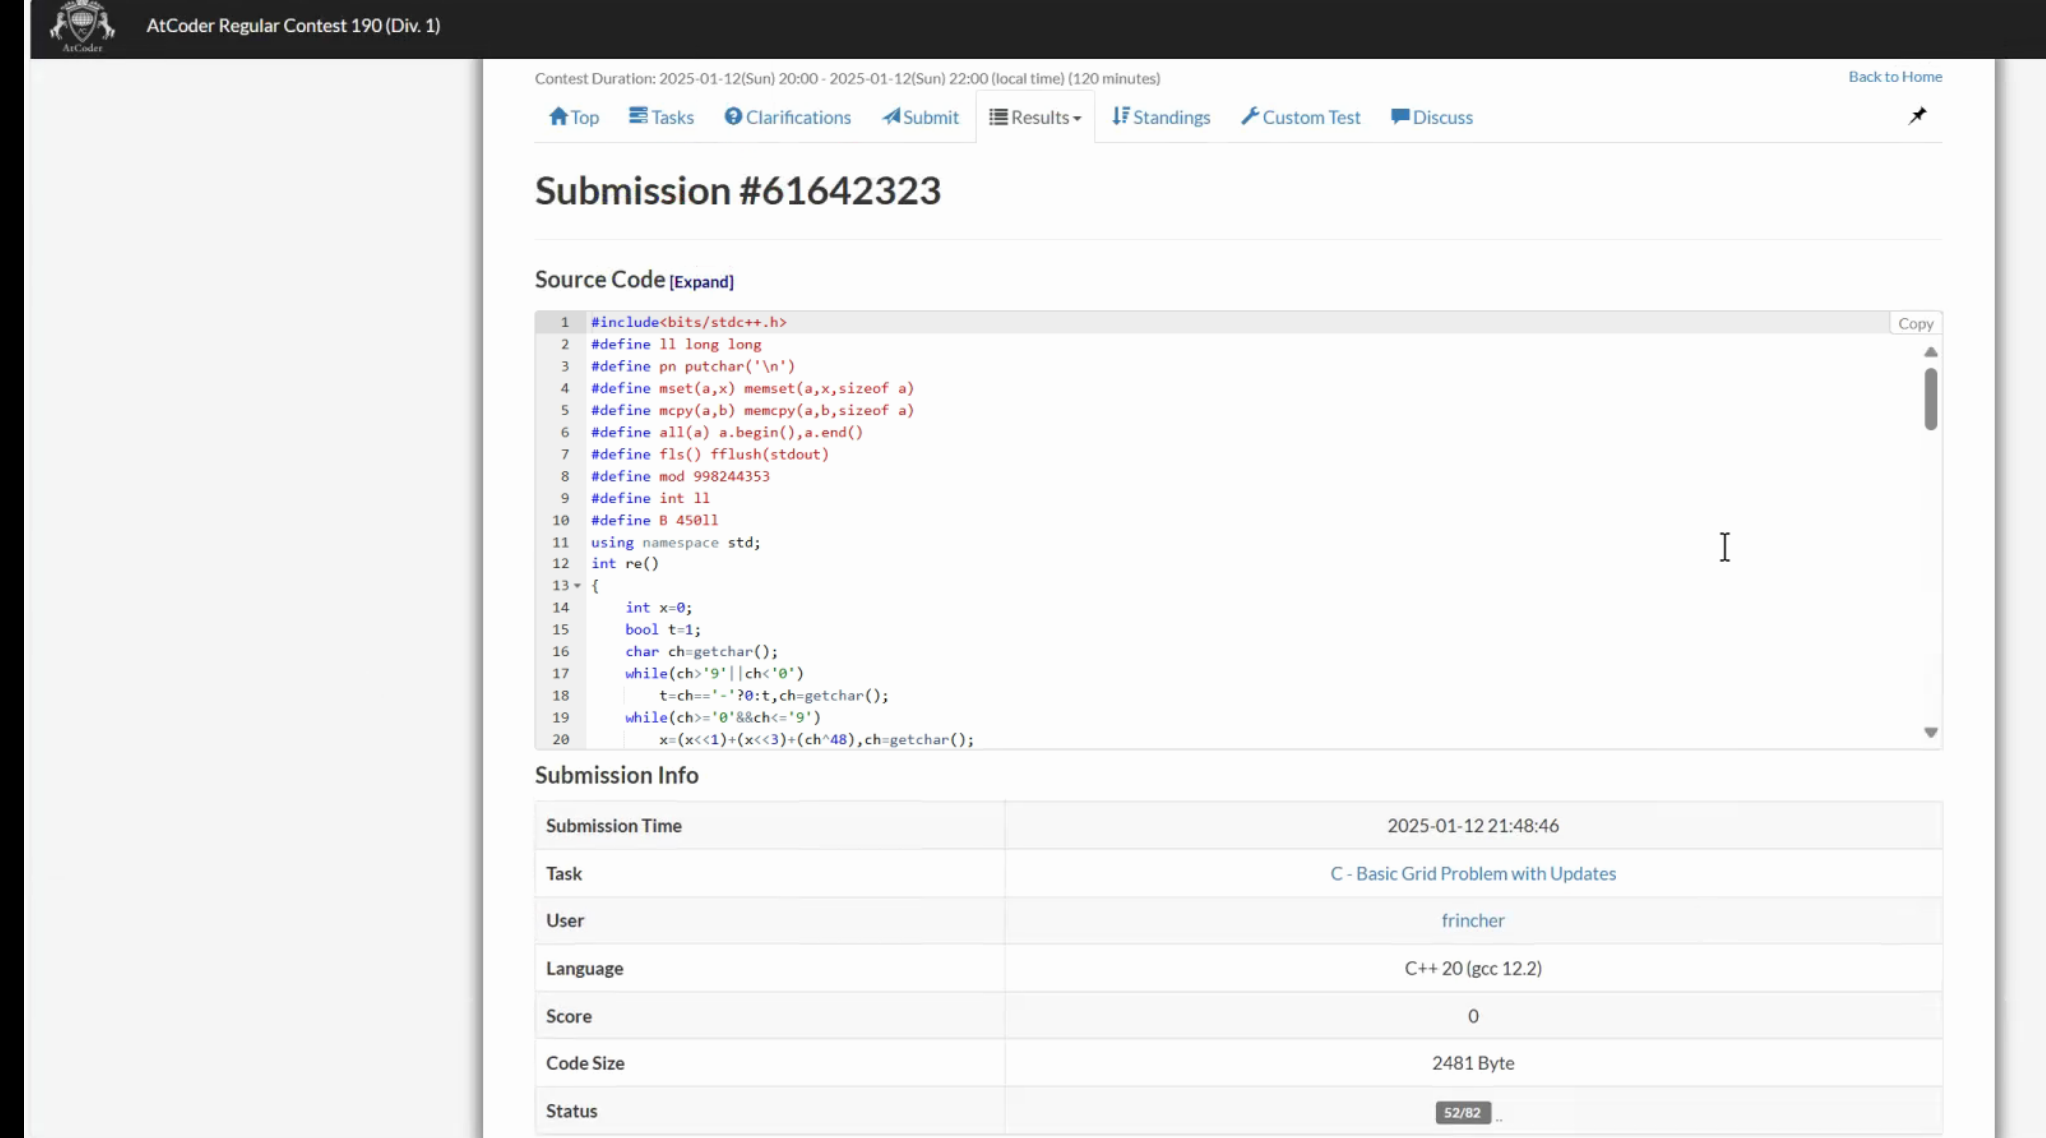 AtCoder
AtCoder Regular Contest 190 (Div. 1)
Contest Duration: 2025-01-12(Sun) 20:00 - 2025-01-12(Sun) 22:00 (local time) (120 minutes)
Back to Home
Top Tasks Clarifications Submit Results Standings Custom Test Discuss
Submission #61642323
Source Code [Expand]
Copy
1 #include<bits/stdc++.h>
2 #define ll long long
3 #define pn putchar('\n')
4 #define mset(a,x) memset(a,x,sizeof a)
5 #define mcpy(a,b) memcpy(a,b,sizeof a)
6 #define all(a) a.begin(),a.end()
7 #define fls() fflush(stdout)
8 #define mod 998244353
9 #define int ll
10 #define B 450ll
11 using namespace std;
12 int re()
13 {
14 int x=0;
15 bool t=1;
16 char ch=getchar();
17 while(ch>'9'||ch<'0')
18 t=ch=='-'?0:t,ch=getchar();
19 while(ch>='0'&&ch<='9')
20 x=(x<<1)+(x<<3)+(ch^48),ch=getchar();
Submission Info
Submission Time 2025-01-12 21:48:46
Task C - Basic Grid Problem with Updates
User frincher
Language C++ 20 (gcc 12.2)
Score 0
Code Size 2481 Byte
Status 52/82 ..